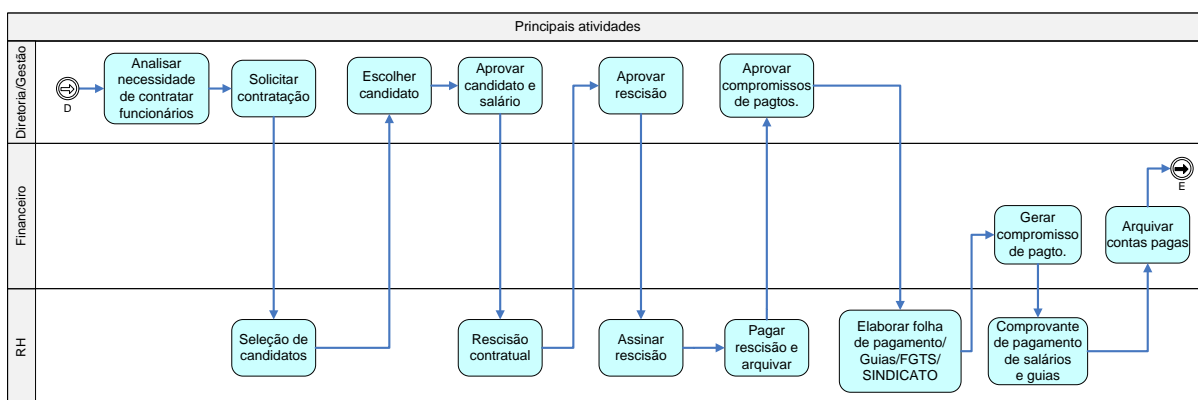 Principais atividades
Diretoria/Gestão
D
Analisar
necessidade
de contratar
funcionários
Solicitar
contratação
Escolher
candidato
Aprovar
candidato e
salário
Aprovar
rescisão
Aprovar
compromissos
de pagtos.
Financeiro
Gerar
compromisso
de pagto.
Arquivar
contas pagas
E
RH
Seleção de
candidatos
Rescisão
contratual
Assinar
rescisão
Pagar
rescisão e
arquivar
Elaborar folha
de pagamento/
Guias/FGTS/
SINDICATO
Comprovante
de pagamento
de salários
e guias